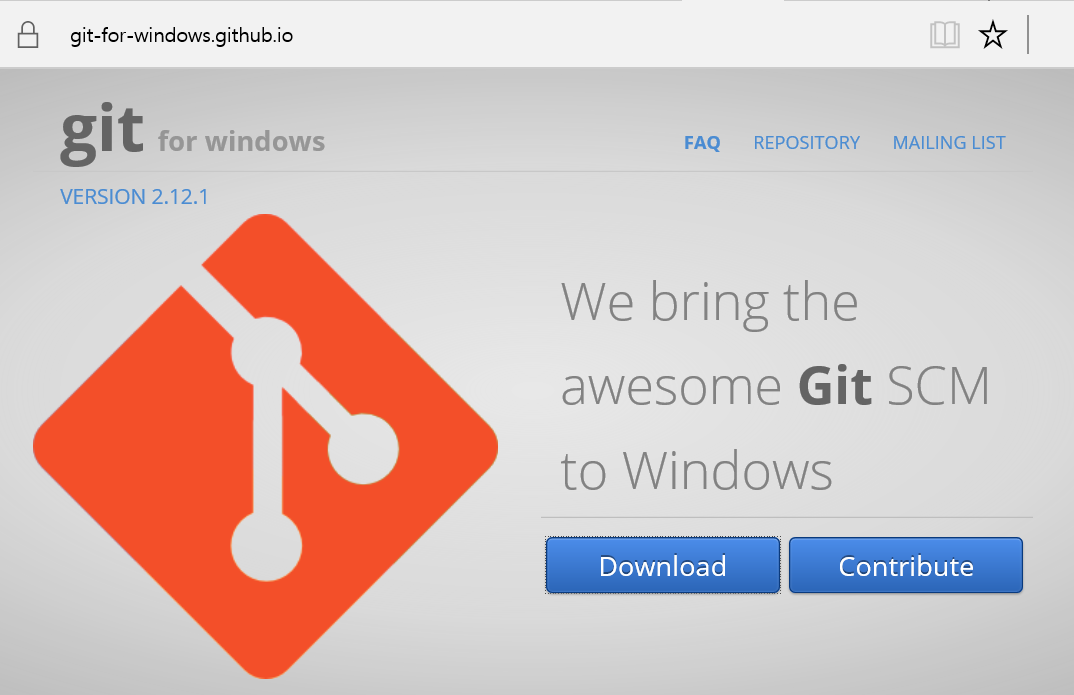 git-for-windows.github.io
git for windows
FAQ REPOSITORY MAILING LIST
VERSION 2.12.1
We bring the
awesome Git SCM
to Windows
Download Contribute